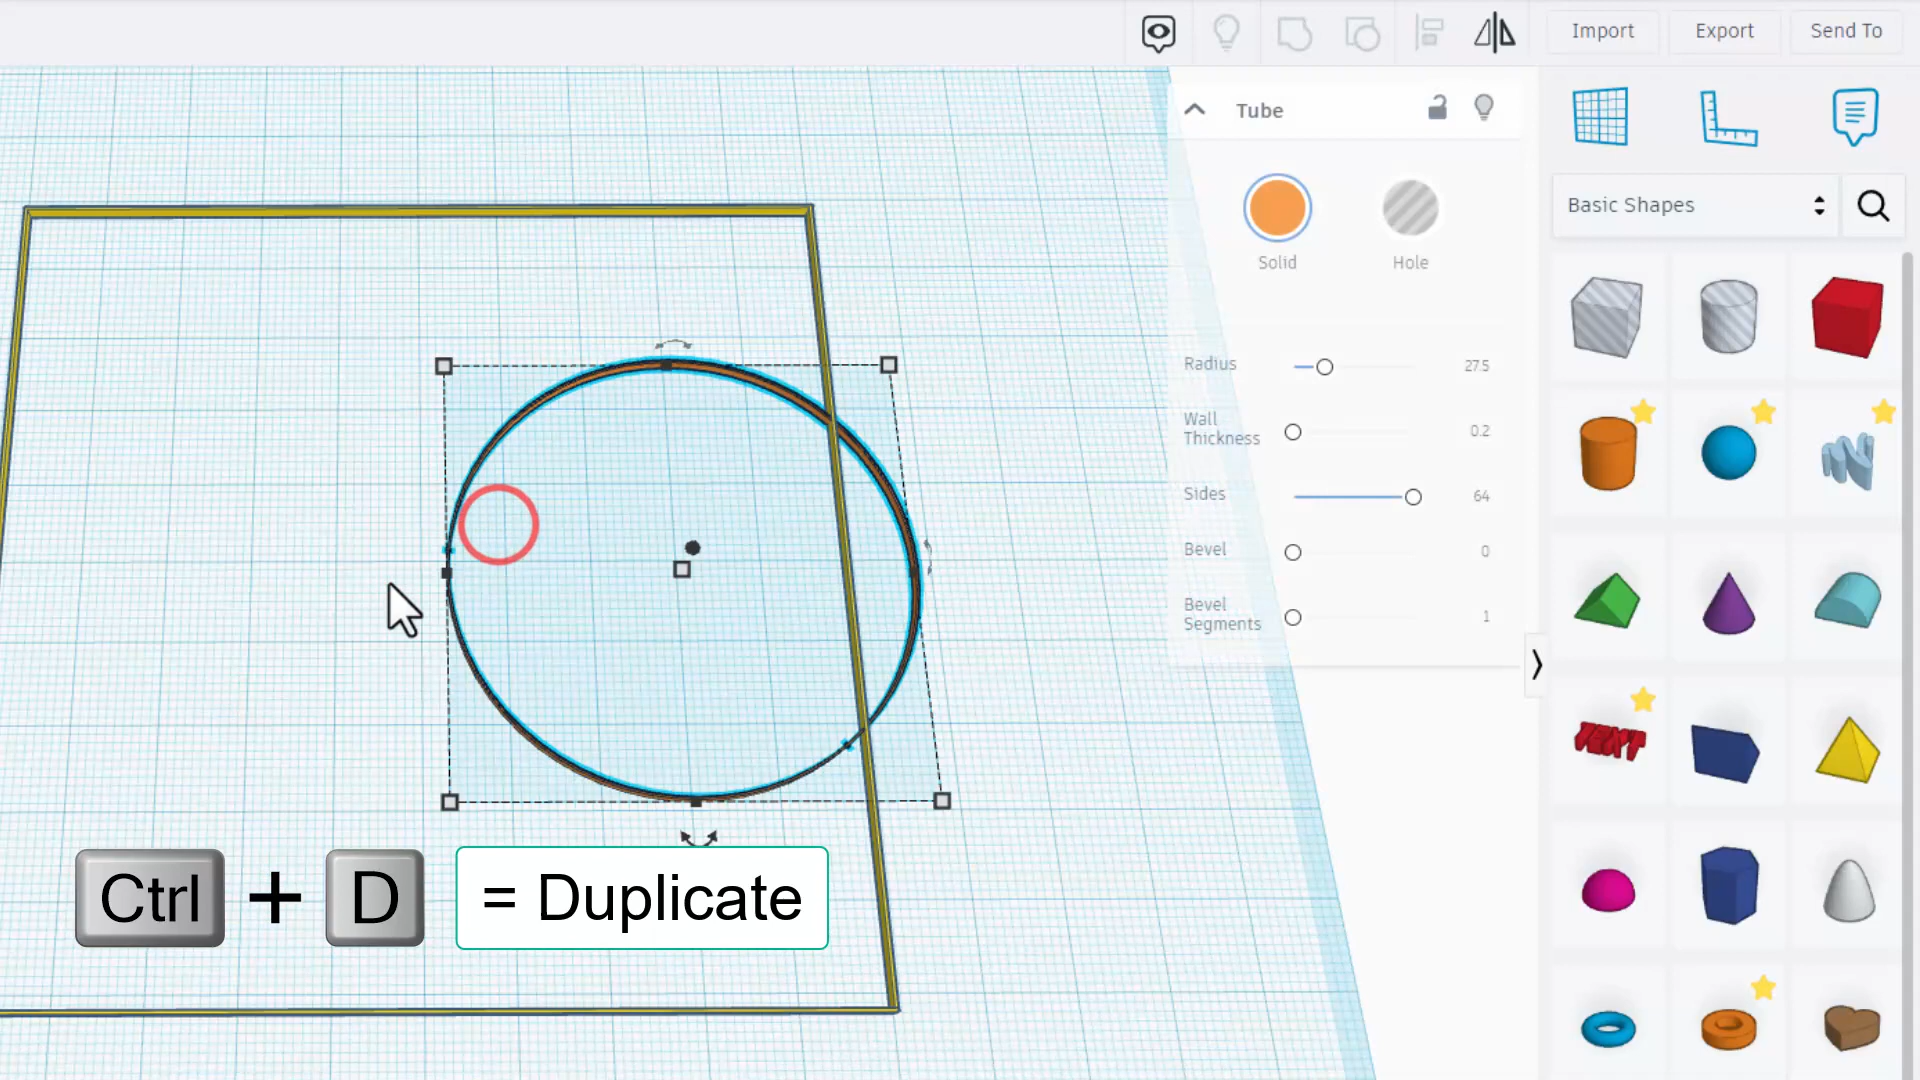 Import
Export
Send To
Tube
Solid
Hole
Basic Shapes
Radius
27.5
Wall
Thickness
0.2
Sides
64
Bevel
0
Bevel
Segments
1
TEXT
Ctrl + D = Duplicate